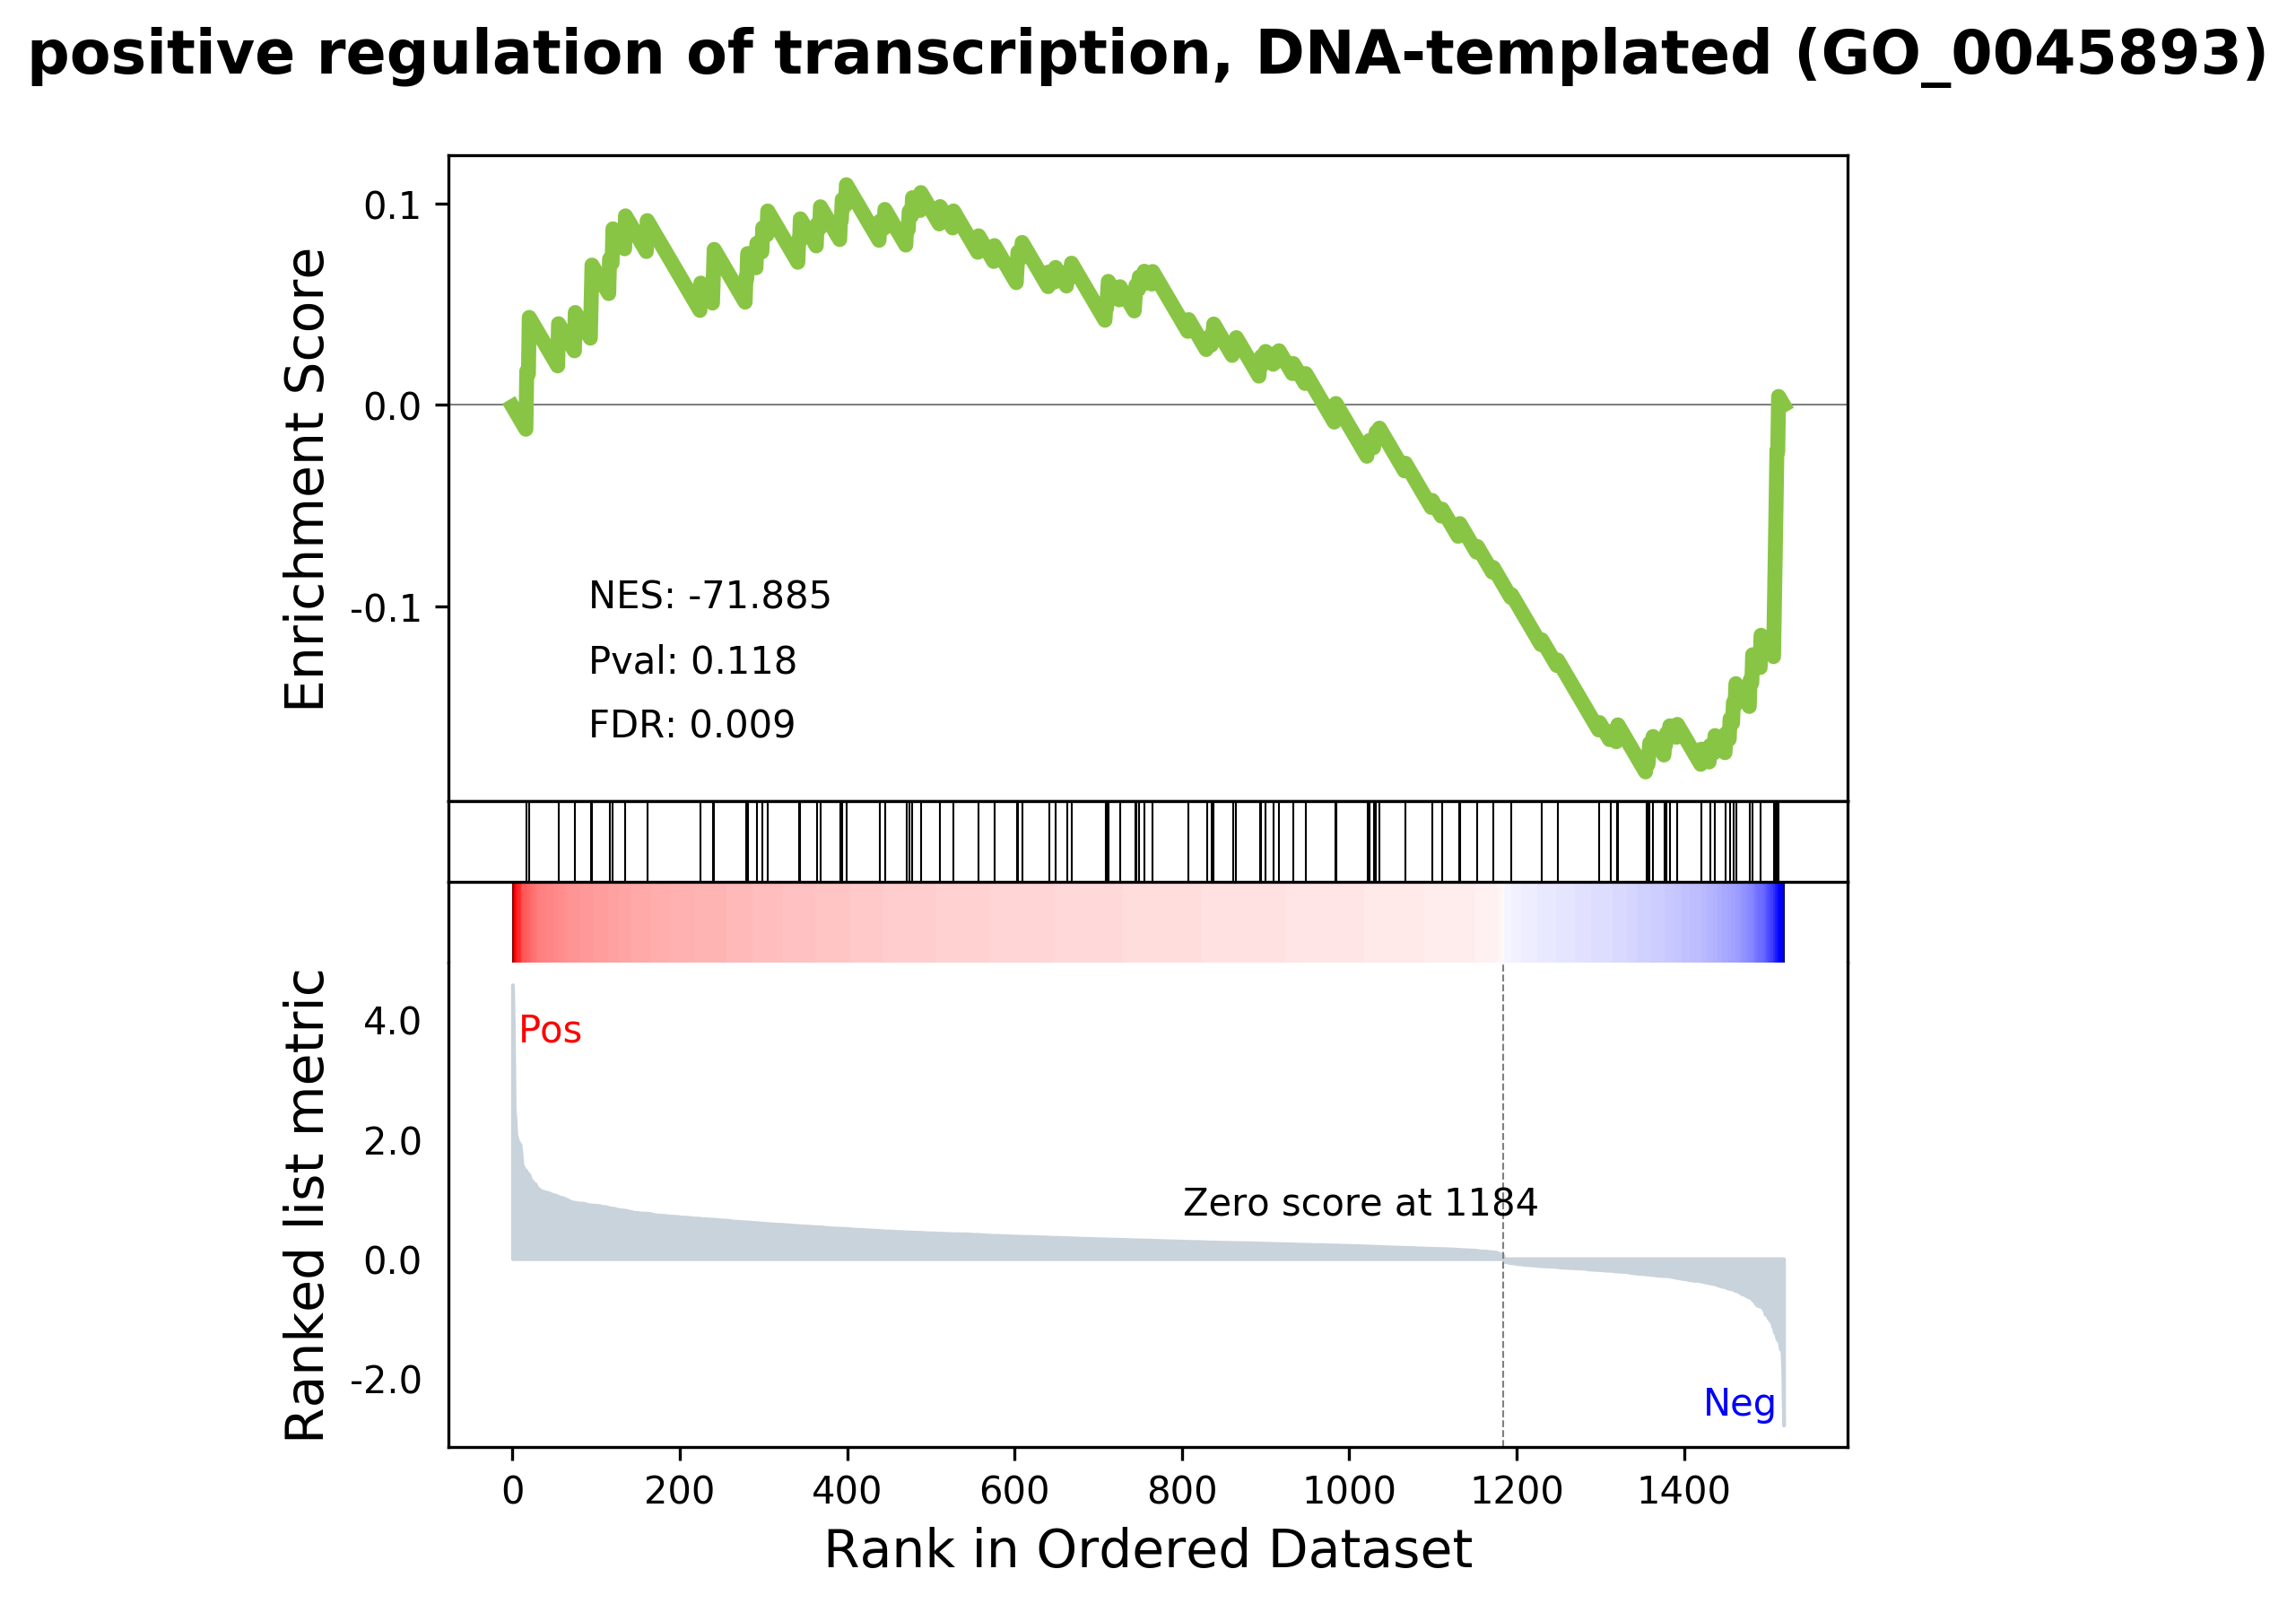 positive regulation of transcription, DNA-templated (GO_0045893)
Enrichment Score
0.1
0.0
-0.1
NES: -71.885
Pval: 0.118
FDR: 0.009
Ranked list metric
4.0
2.0
0.0
-2.0
Pos
Zero score at 1184
Neg
0 200 400 600 800 1000 1200 1400
Rank in Ordered Dataset